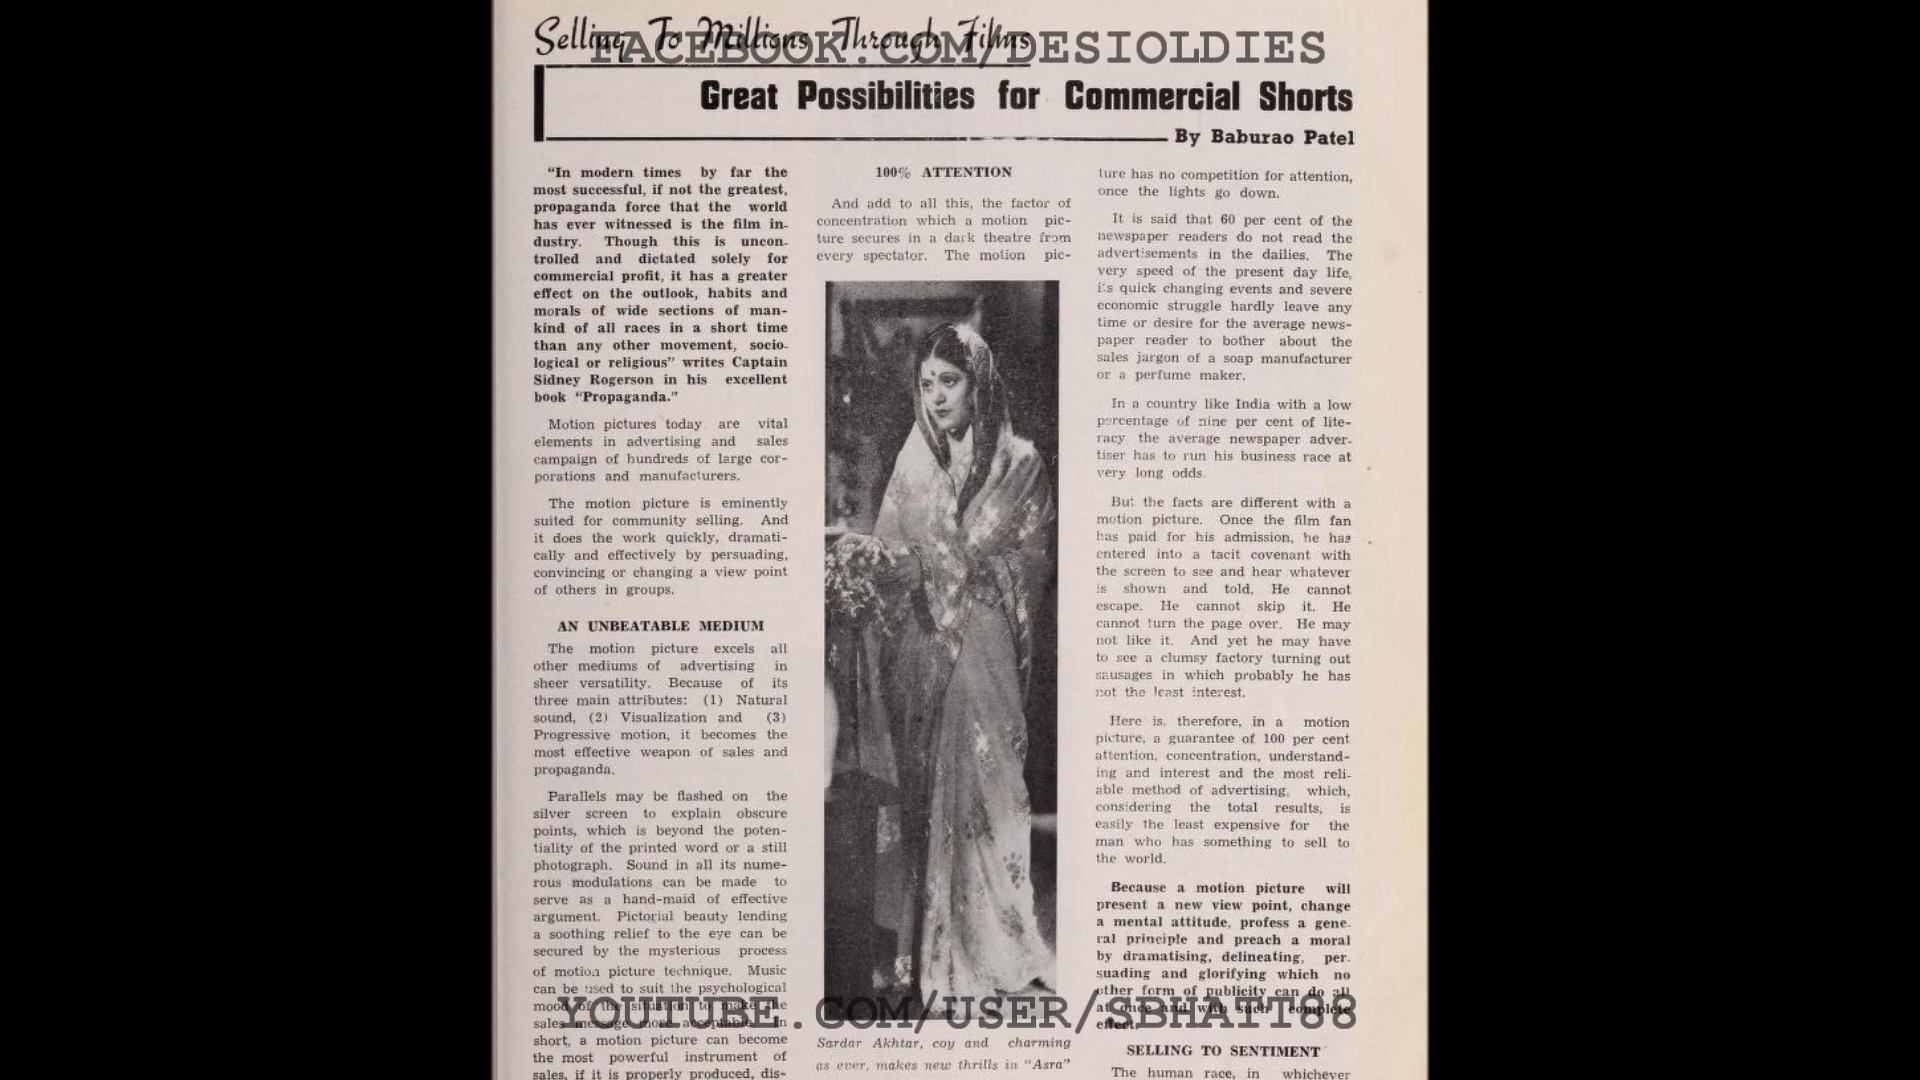 Selling To Millions Through Films
FACEBOOK.COM/DESIOLDIES
Great Possibilities for Commercial Shorts
By Baburao Patel
“In modern times by far the
most successful, if not the greatest,
propaganda force that the world
has ever witnessed is the film in-
dustry. Though this is uncon-
trolled and dictated solely for
commercial profit, it has a greater
effect on the outlook, habits and
morals of wide sections of man-
kind of all races in a short time
than any other movement, socio-
logical or religious” writes Captain
Sidney Rogerson in his excellent
book “Propaganda.”
Motion pictures today are vital
elements in advertising and sales
campaign of hundreds of large cor-
porations and manufacturers.
The motion picture is eminently
suited for community selling. And
it does the work quickly, dramati-
cally and effectively by persuading,
convincing or changing a view point
of others in groups.
AN UNBEATABLE MEDIUM
The motion picture excels all
other mediums of advertising in
sheer versatility. Because of its
three main attributes: (1) Natural
sound, (2) Visualization and (3)
Progressive motion, it becomes the
most effective weapon of sales and
propaganda.
Parallels may be flashed on the
silver screen to explain obscure
points, which is beyond the poten-
tiality of the printed word or a still
photograph. Sound in all its nume-
rous modulations can be made to
serve as a hand-maid of effective
argument. Pictorial beauty lending
a soothing relief to the eye can be
secured by the mysterious process
of motion picture technique. Music
can be used to suit the psychological
mood of the situation to make the
sales message more acceptable. In
short, a motion picture can become
the most powerful instrument of
sales, if it is properly produced, dis-
100% ATTENTION
And add to all this, the factor of
concentration which a motion pic-
ture secures in a dark theatre from
every spectator. The motion pic-
Sardar Akhtar, coy and charming
as ever, makes new thrills in “Asra”
ture has no competition for attention,
once the lights go down.
It is said that 60 per cent of the
newspaper readers do not read the
advertisements in the dailies. The
very speed of the present day life,
its quick changing events and severe
economic struggle hardly leave any
time or desire for the average news-
paper reader to bother about the
sales jargon of a soap manufacturer
or a perfume maker.
In a country like India with a low
percentage of nine per cent of lite-
racy the average newspaper adver-
tiser has to run his business race at
very long odds.
But the facts are different with a
motion picture. Once the film fan
has paid for his admission, he has
entered into a tacit covenant with
the screen to see and hear whatever
is shown and told. He cannot
escape. He cannot skip it. He
cannot turn the page over. He may
not like it. And yet he may have
to see a clumsy factory turning out
sausages in which probably he has
not the least interest.
Here is, therefore, in a motion
picture, a guarantee of 100 per cent
attention, concentration, understand-
ing and interest and the most reli-
able method of advertising, which,
considering the total results, is
easily the least expensive for the
man who has something to sell to
the world.
Because a motion picture will
present a new view point, change
a mental attitude, profess a gene-
ral principle and preach a moral
by dramatising, delineating, per-
suading and glorifying which no
other form of publicity can do all
at once and with such complete
effect.
SELLING TO SENTIMENT
The human race, in whichever
YOUTUBE.COM/USER/SBHATT88